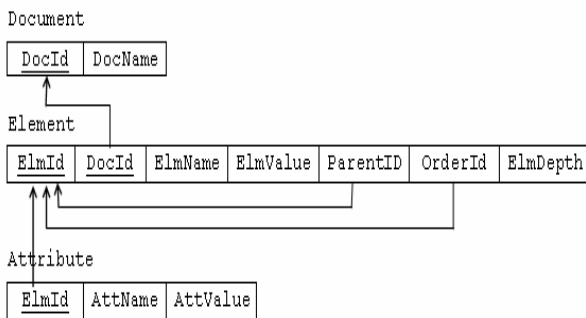 Document
DocId DocName
Element
ElmId DocId ElmName ElmValue ParentID OrderId ElmDepth
Attribute
ElmId AttName AttValue